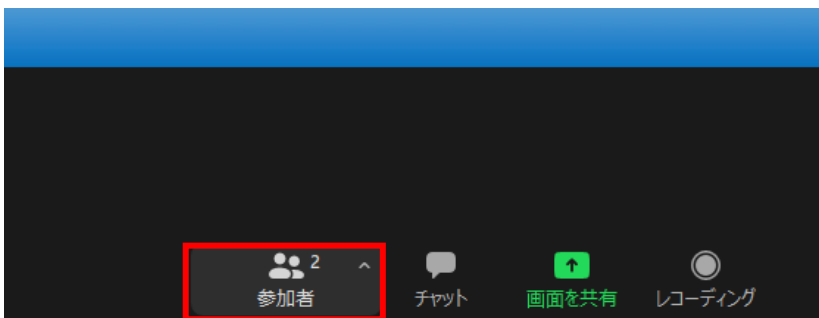 2
参加者
チャット
画面を共有
レコーディング